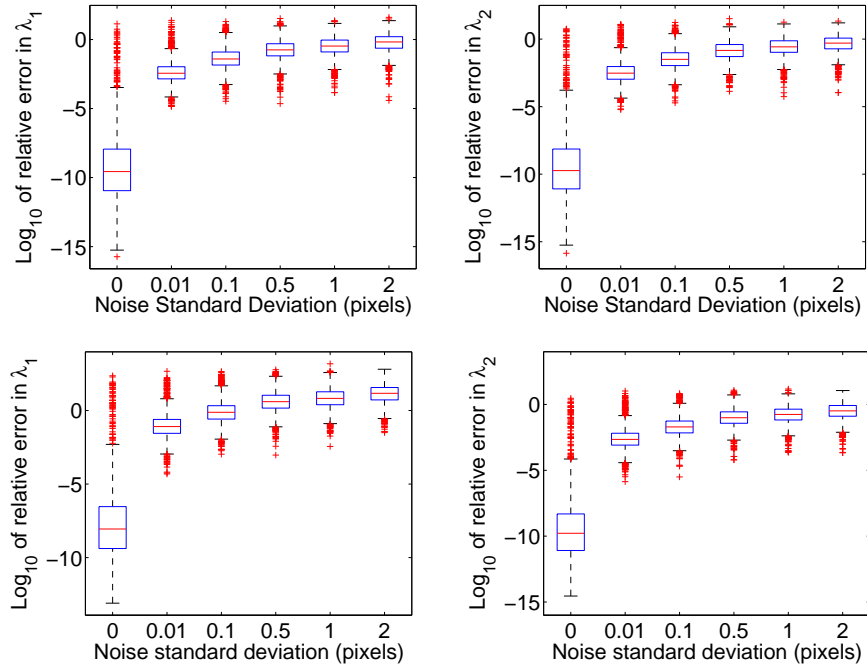 Log10 of relative error in λ1
0
−5
−10
−15
0 0.01 0.1 0.5 1 2
Noise Standard Deviation (pixels)
Log10 of relative error in λ2
0
−5
−10
−15
0 0.01 0.1 0.5 1 2
Noise Standard Deviation (pixels)
Log10 of relative error in λ1
0
−5
−10
0 0.01 0.1 0.5 1 2
Noise standard deviation (pixels)
Log10 of relative error in λ2
0
−5
−10
−15
0 0.01 0.1 0.5 1 2
Noise standard deviation (pixels)